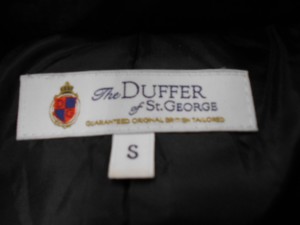 The DUFFER
of ST. GEORGE
GUARANTEED ORIGINAL BRITISH TAILORED
S